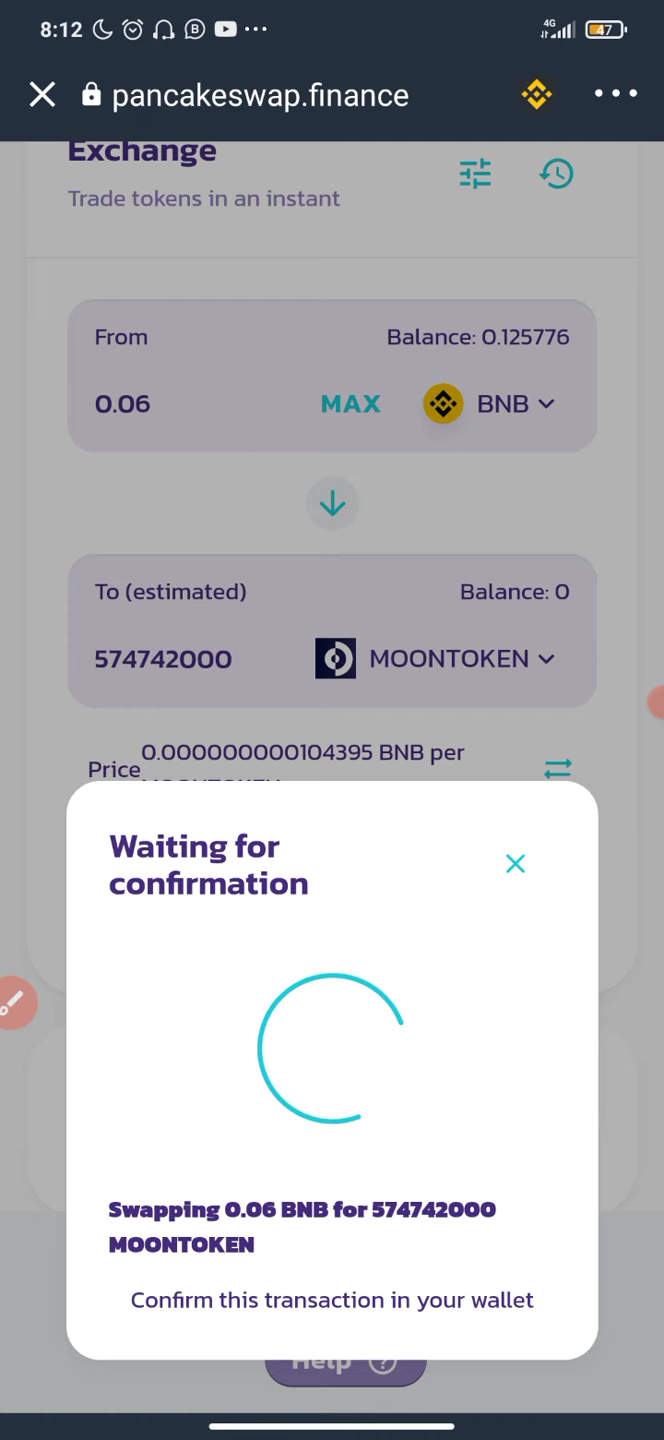 8:12
4G
47
pancakeswap.finance
Exchange
Trade tokens in an instant
From
Balance: 0.125776
0.06
MAX
BNB
To (estimated)
Balance: 0
574742000
MOONTOKEN
0.000000000104395 BNB per
Price
MOONTOKEN
Waiting for
confirmation
Swapping 0.06 BNB for 574742000
MOONTOKEN
Confirm this transaction in your wallet
Help